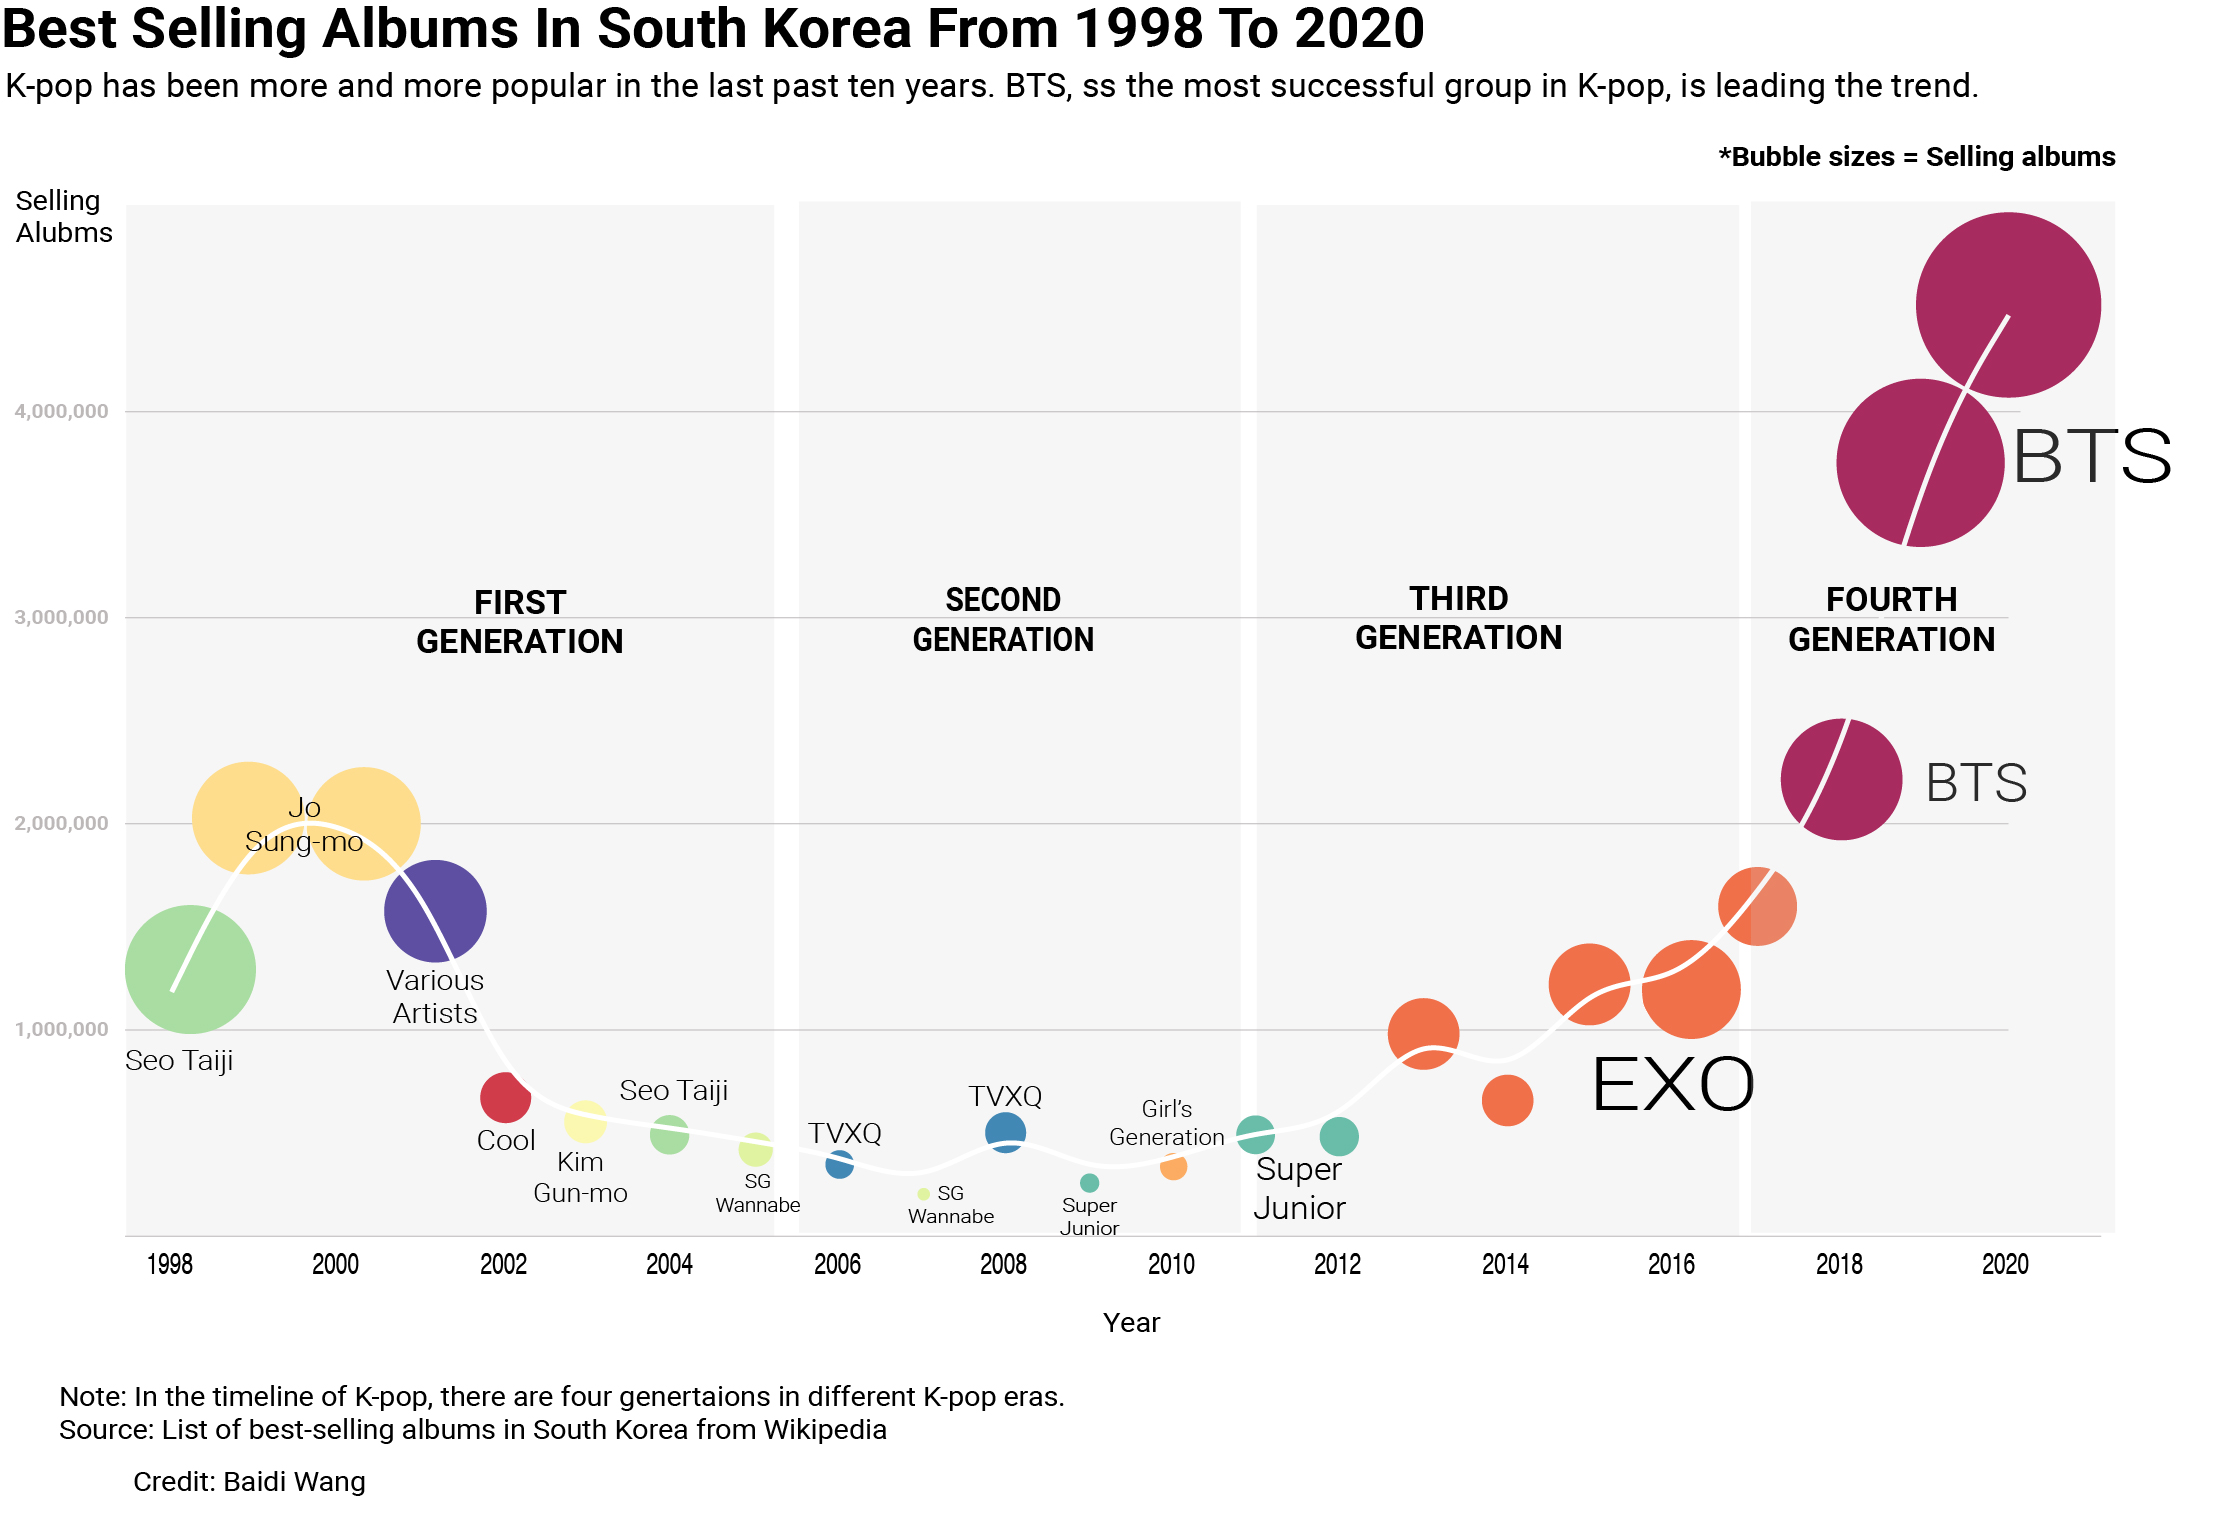 Best Selling Albums In South Korea From 1998 To 2020
K-pop has been more and more popular in the last past ten years. BTS, ss the most successful group in K-pop, is leading the trend.
*Bubble sizes = Selling albums
Selling
Alubms
4,000,000
BTS
3,000,000
FIRST
GENERATION
SECOND
GENERATION
THIRD
GENERATION
FOURTH
GENERATION
BTS
2,000,000
Jo
Sung-mo
Various
Artists
1,000,000
Seo Taiji
Cool
Kim
Gun-mo
Seo Taiji
SG
Wannabe
TVXQ
SG
Wannabe
TVXQ
Super
Junior
Girl's
Generation
Super
Junior
EXO
1998 2000 2002 2004 2006 2008 2010 2012 2014 2016 2018 2020
Year
Note: In the timeline of K-pop, there are four genertaions in different K-pop eras.
Source: List of best-selling albums in South Korea from Wikipedia
Credit: Baidi Wang